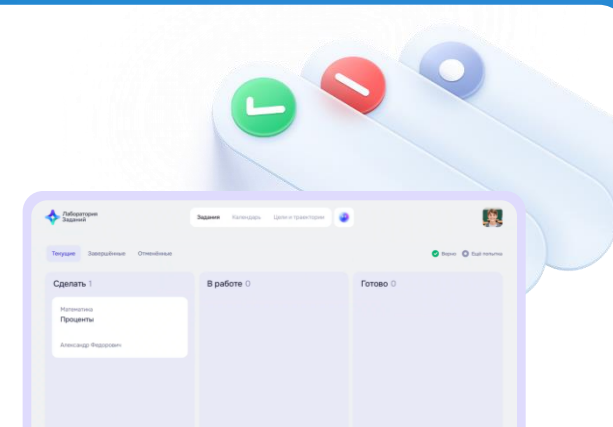 Лаборатория
Заданий
Задания Календарь Цели и траектории
Текущие Завершённые Отменённые
Верно Ещё попытка
Сделать 1
В работе 0
Готово 0
Математика
Проценты
Александр Федорович